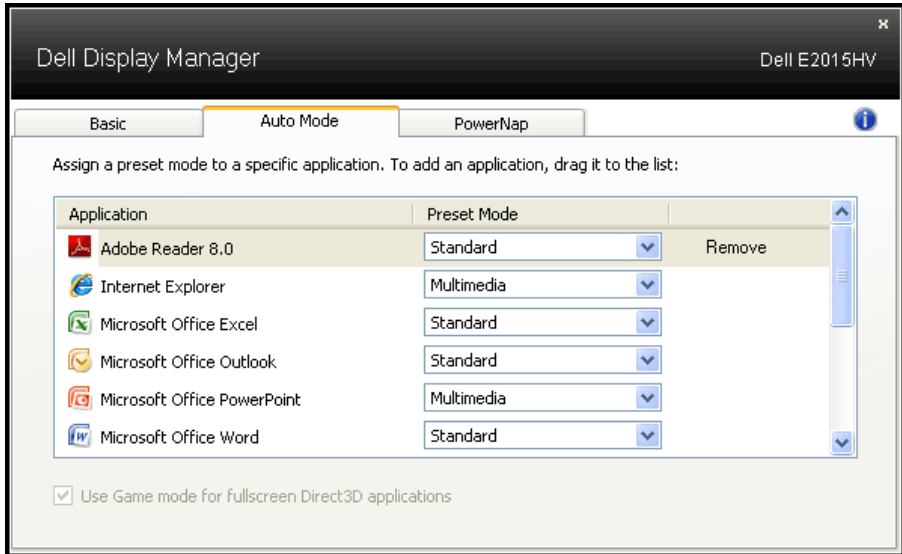 Dell Display Manager
Dell E2015HV
Basic
Auto Mode
PowerNap
Assign a preset mode to a specific application. To add an application, drag it to the list:
Application Preset Mode
Adobe Reader 8.0 Standard Remove
Internet Explorer Multimedia
Microsoft Office Excel Standard
Microsoft Office Outlook Standard
Microsoft Office PowerPoint Multimedia
Microsoft Office Word Standard
Use Game mode for fullscreen Direct3D applications